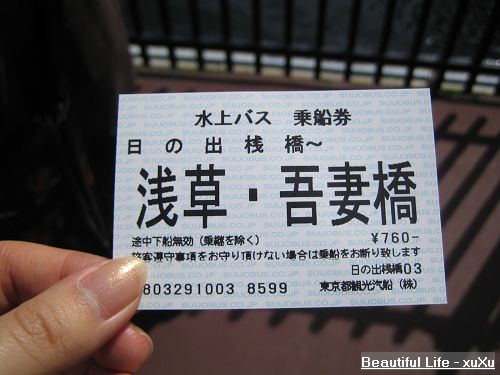 水上バス 乗船券
日の出桟橋～
浅草・吾妻橋
途中下船無効(乗継を除く) ¥760-
旅客遵守事項をお守り頂けない場合は乗船をお断り致します
日の出桟橋03
803291003 8599 東京都観光汽船(株)
Beautiful Life - xuXu